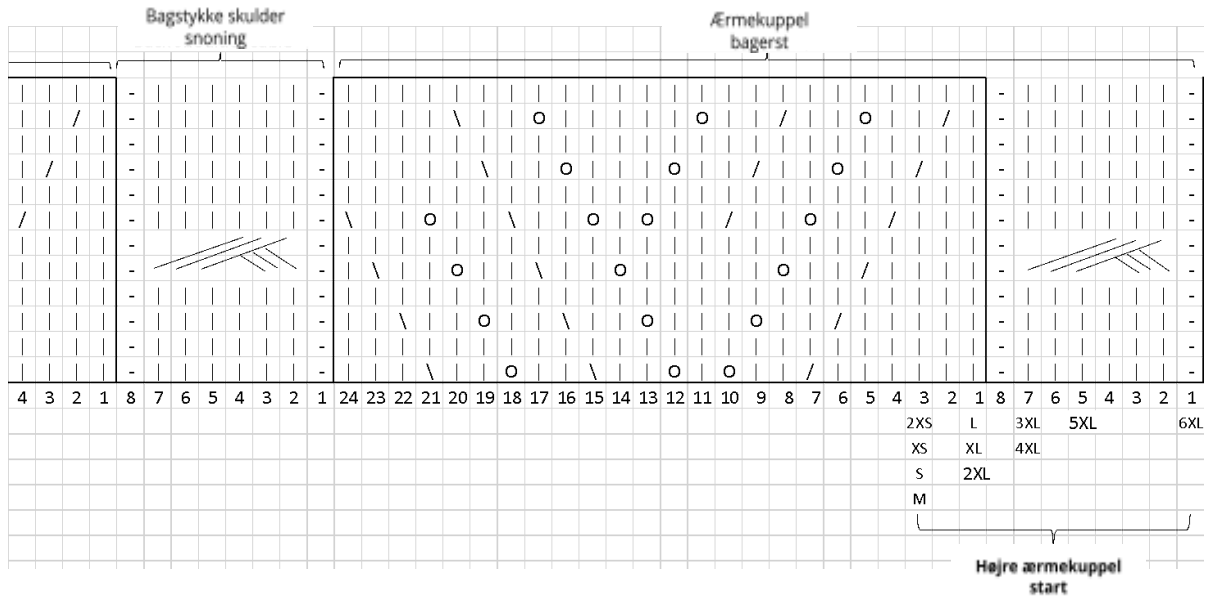 Bagstykke skulder
snoning
Ærmekuppel
bagerst
4 3 2 1 8 7 6 5 4 3 2 1 24 23 22 21 20 19 18 17 16 15 14 13 12 11 10 9 8 7 6 5 4 3 2 1 8 7 6 5 4 3 2 1
2XS L 3XL 5XL 6XL
XS XL 4XL
S 2XL
M
Højre ærmekuppel
start